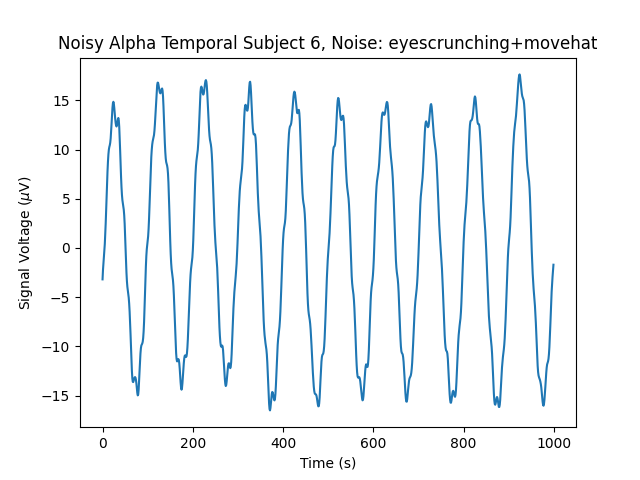 Noisy Alpha Temporal Subject 6, Noise: eyescrunching+movehat
Signal Voltage (μV)
15
10
5
0
−5
−10
−15
0 200 400 600 800 1000
Time (s)